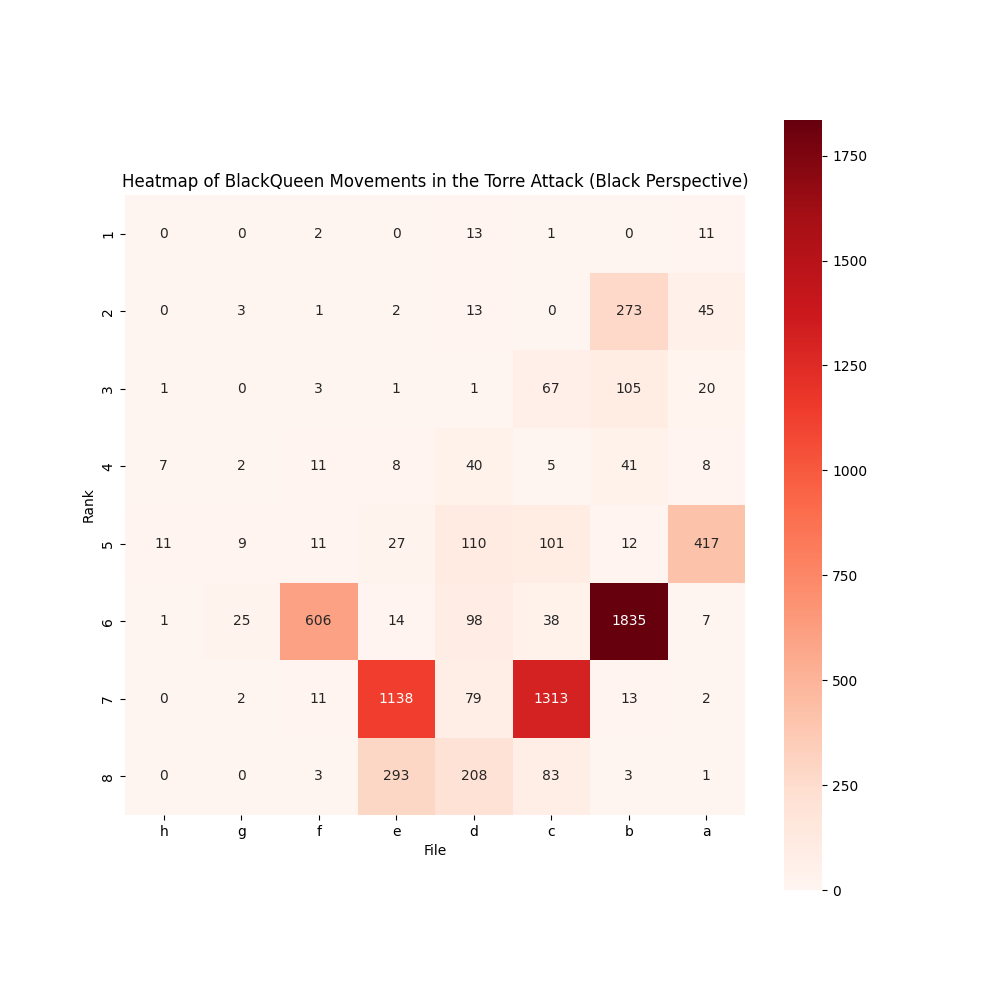 Heatmap of BlackQueen Movements in the Torre Attack (Black Perspective)
1 0 0 2 0 13 1 0 11
2 0 3 1 2 13 0 273 45
3 1 0 3 1 1 67 105 20
4 7 2 11 8 40 5 41 8
5 11 9 11 27 110 101 12 417
6 1 25 606 14 98 38 1835 7
7 0 2 11 1138 79 1313 13 2
8 0 0 3 293 208 83 3 1
h g f e d c b a
File
Rank
1750
1500
1250
1000
750
500
250
0